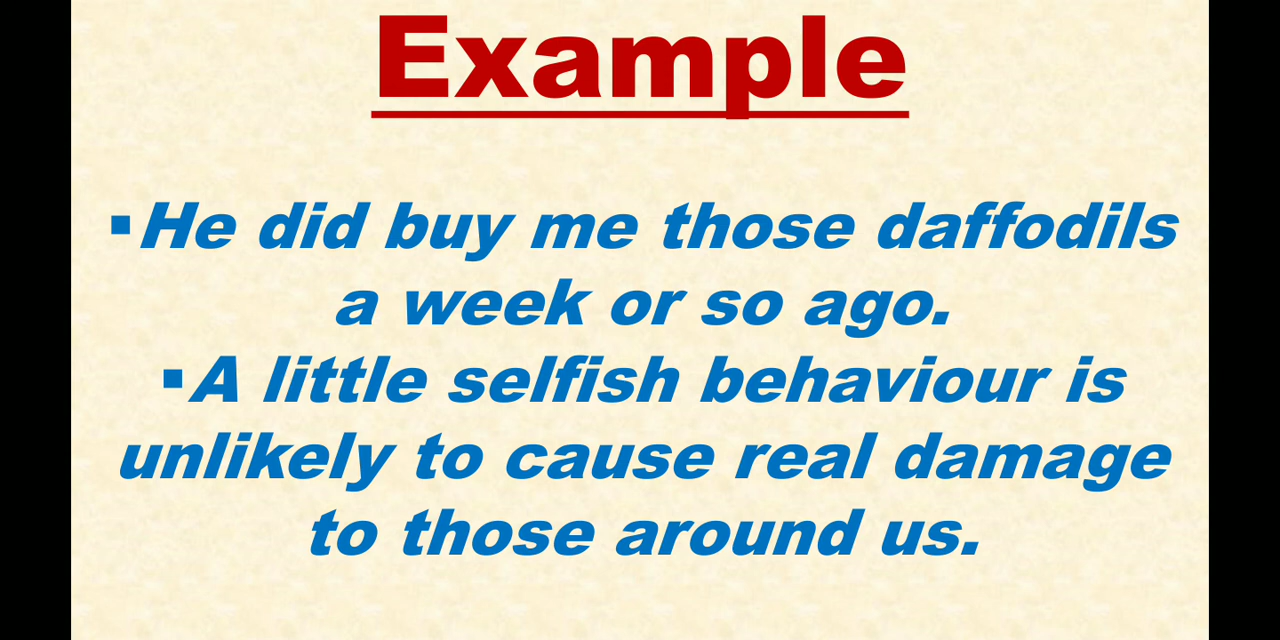 Example
▪He did buy me those daffodils
a week or so ago.
▪A little selfish behaviour is
unlikely to cause real damage
to those around us.